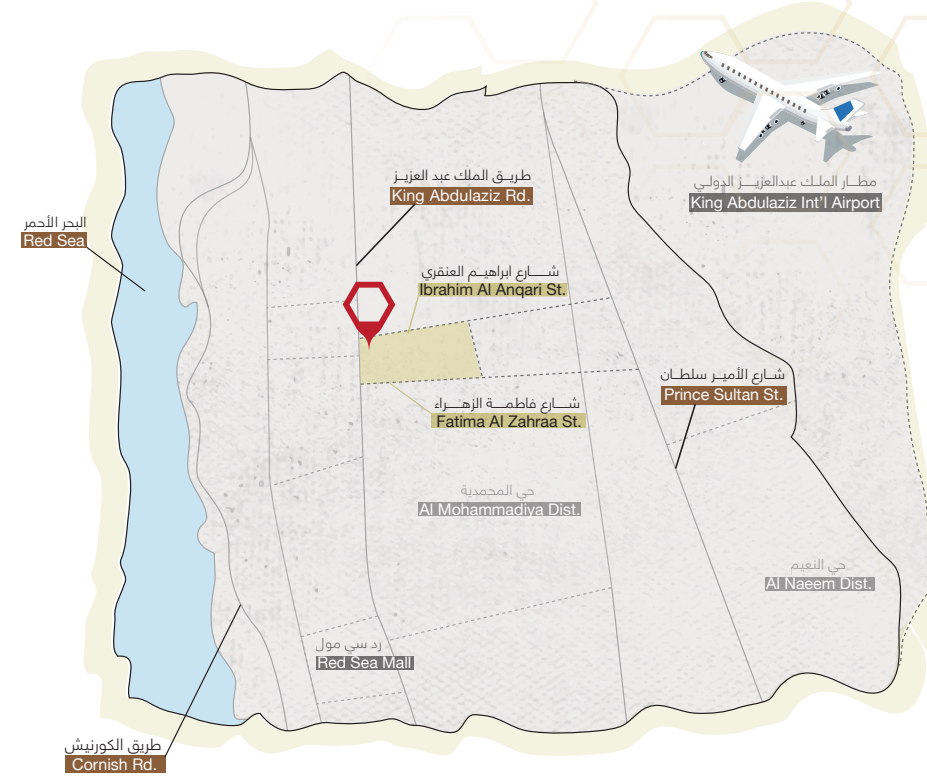 طريق الملك عبد العزيز
King Abdulaziz Rd.
مطار الملك عبدالعزيز الدولي
King Abdulaziz Int'l Airport
البحر الأحمر
Red Sea
شارع ابراهيم العنقري
Ibrahim Al Anqari St.
شارع الأمير سلطان
Prince Sultan St.
شارع فاطمة الزهراء
Fatima Al Zahraa St.
حي المحمدية
Al Mohammadiya Dist.
حي النعيم
Al Naeem Dist.
رد سي مول
Red Sea Mall
طريق الكورنيش
Cornish Rd.